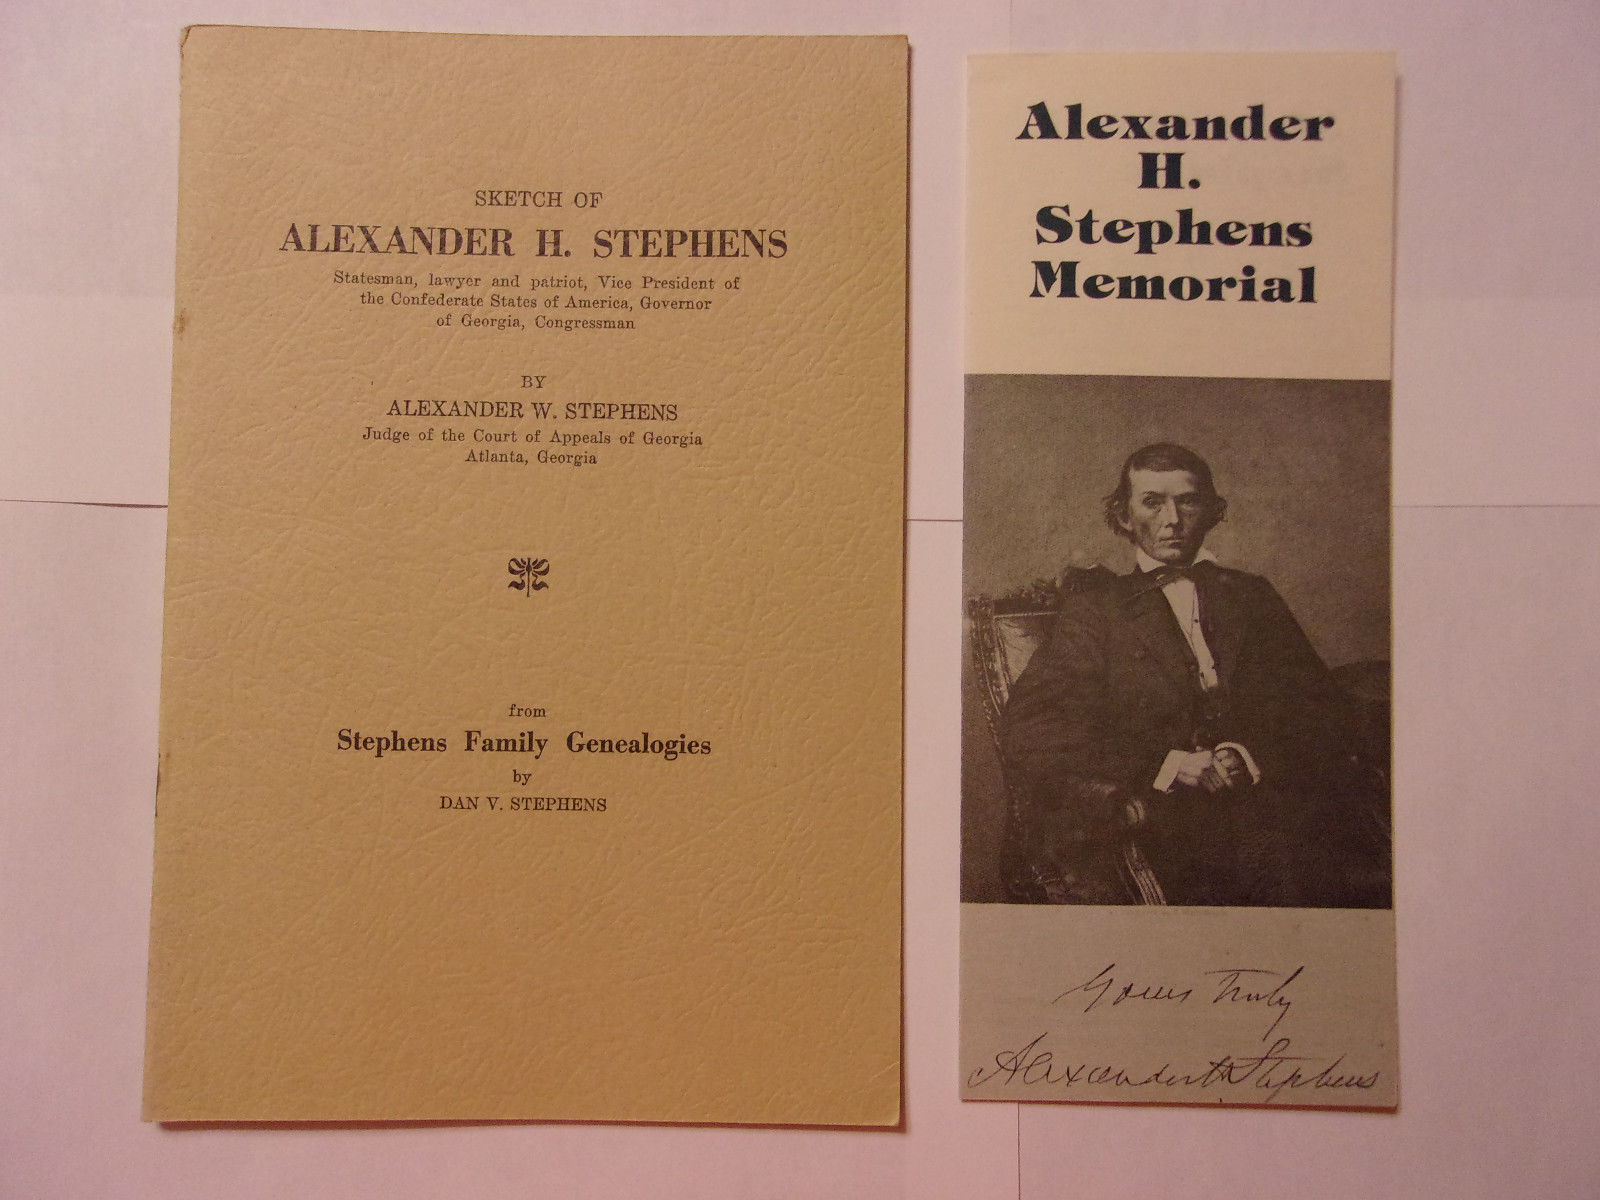 SKETCH OF
ALEXANDER H. STEPHENS
Statesman, lawyer and patriot, Vice President of
the Confederate States of America, Governor
of Georgia, Congressman
BY
ALEXANDER W. STEPHENS
Judge of the Court of Appeals of Georgia
Atlanta, Georgia
from
Stephens Family Genealogies
by
DAN V. STEPHENS
Alexander
H.
Stephens
Memorial
Yours Truly
Alexander H Stephens